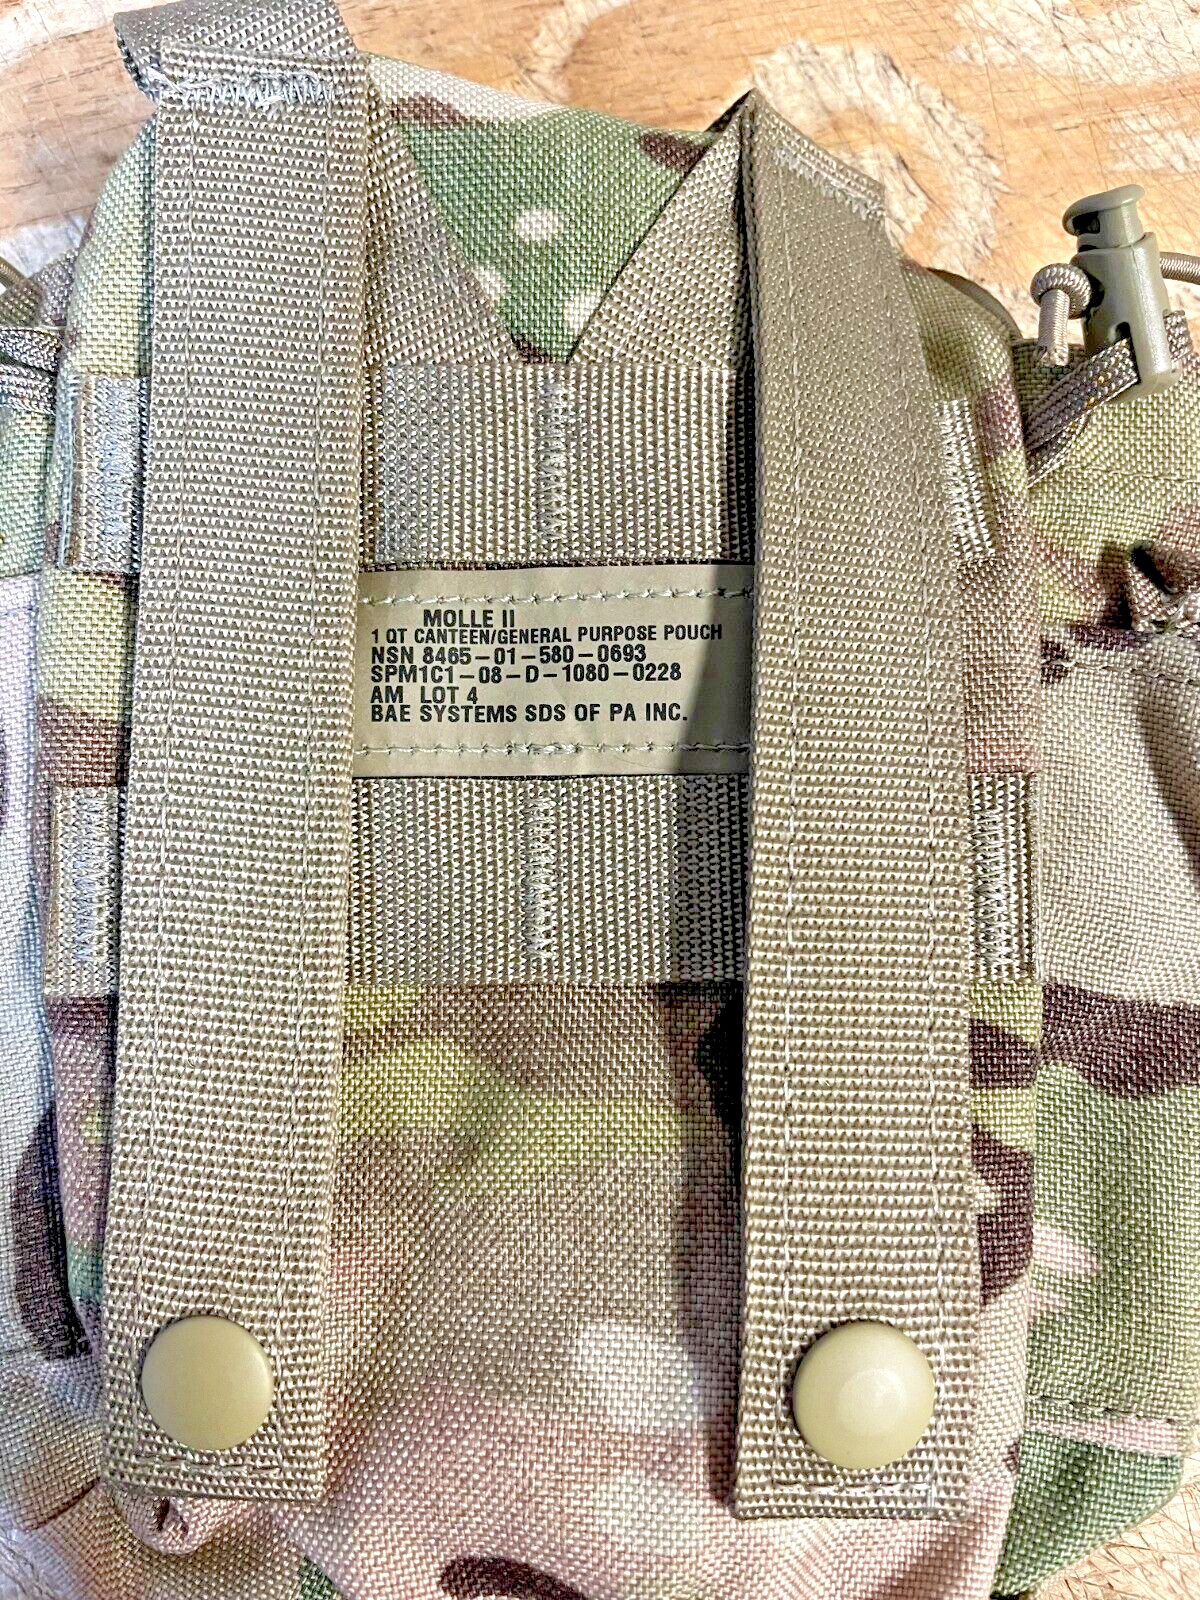 MOLLE II
1 QT CANTEEN/GENERAL PURPOSE POUCH
NSN 8465-01-580-0693
SPM1C1-08-D-1080-0228
AM LOT 4
BAE SYSTEMS SDS OF PA INC.